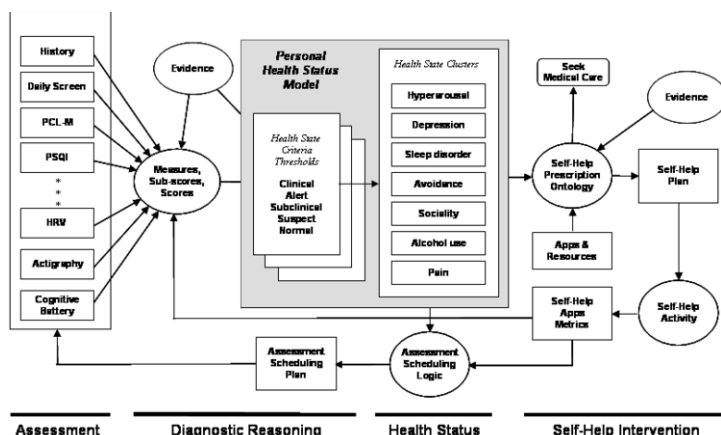 History
Daily Screen
PCL-M
PSQI
*
*
*
HRV
Actigraphy
Cognitive
Battery
Evidence
Measures,
Sub-scores,
Scores
Personal
Health Status
Model
Health State
Criteria
Thresholds
Clinical
Alert
Subclinical
Suspect
Normal
Health State Clusters
Hyperarousal
Depression
Sleep disorder
Avoidance
Sociality
Alcohol use
Pain
Seek
Medical Care
Evidence
Self-Help
Prescription
Ontology
Self-Help
Plan
Apps &
Resources
Self-Help
Apps
Metrics
Self-Help
Activity
Assessment
Scheduling
Logic
Assessment
Scheduling
Plan
Assessment
Diagnostic Reasoning
Health Status
Self-Help Intervention